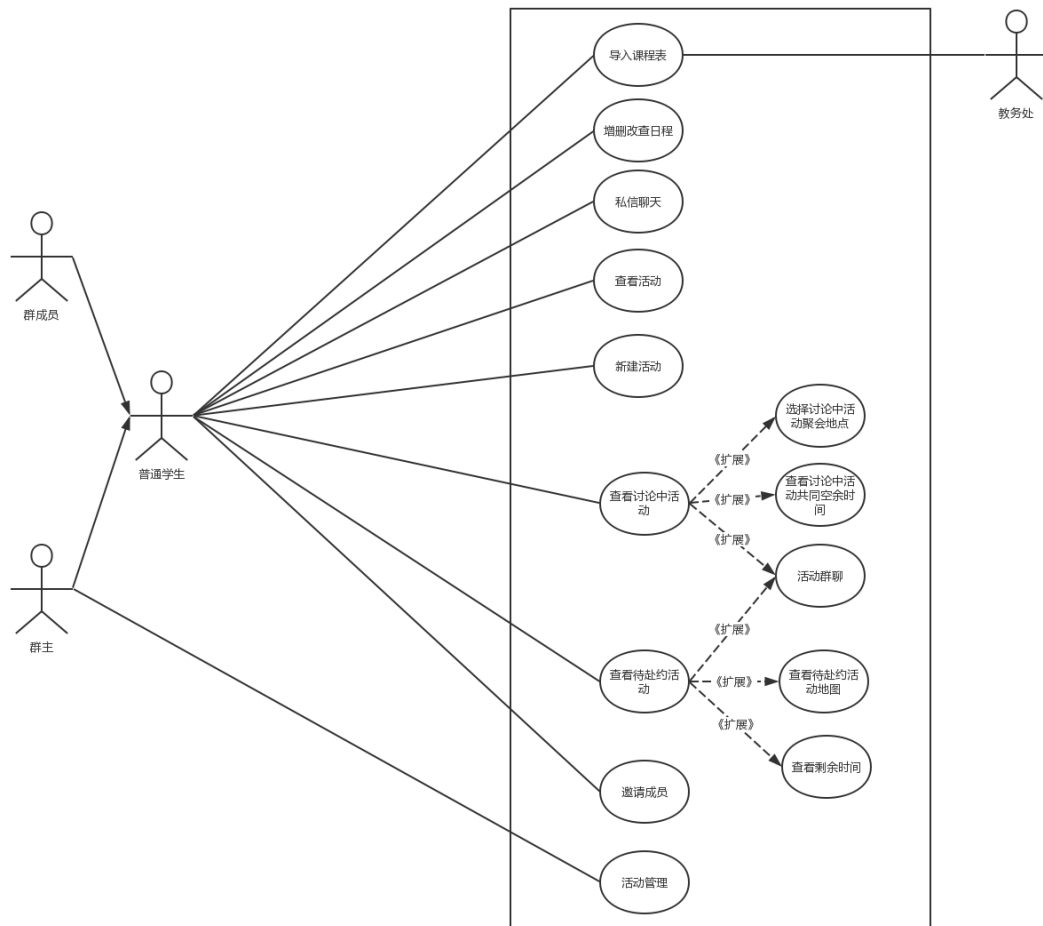 导入课程表
教务处
增删改查日程
私信聊天
群成员
查看活动
新建活动
普通学生
选择讨论中活
动聚会地点
《扩展》
查看讨论中活
动
《扩展》
查看讨论中活
动共同空余时
间
《扩展》
活动群聊
群主
《扩展》
查看待赴约活
动
《扩展》
查看待赴约活
动地图
《扩展》
查看剩余时间
邀请成员
活动管理